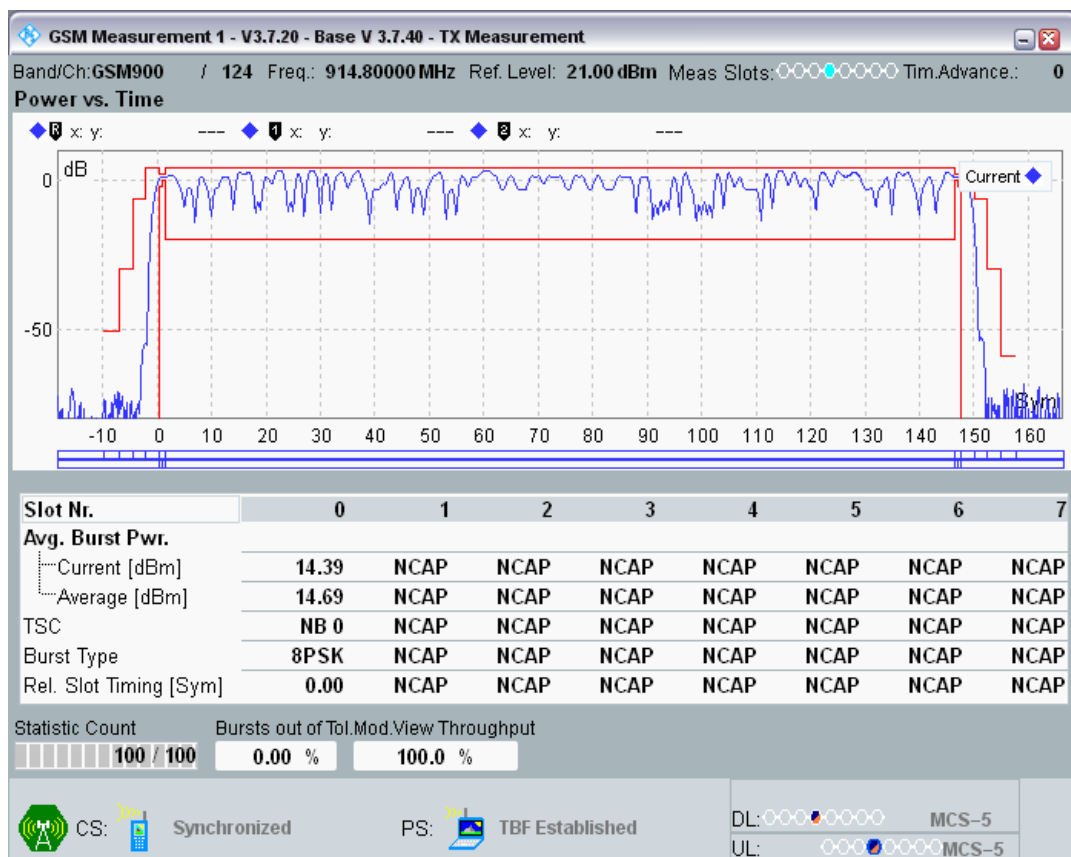 GSM Measurement 1 - V3.7.20 - Base V 3.7.40 - TX Measurement
Band/Ch:GSM900 / 124 Freq.: 914.80000 MHz Ref. Level: 21.00 dBm Meas Slots: Tim.Advance.: 0
Power vs. Time
R x: y: --- 1 x: y: --- 2 x: y: ---
dB
Current
0
-50
Sym
-10 0 10 20 30 40 50 60 70 80 90 100 110 120 130 140 150 160
Slot Nr. 0 1 2 3 4 5 6 7
Avg. Burst Pwr.
Current [dBm] 14.39 NCAP NCAP NCAP NCAP NCAP NCAP NCAP
Average [dBm] 14.69 NCAP NCAP NCAP NCAP NCAP NCAP NCAP
TSC NB 0 NCAP NCAP NCAP NCAP NCAP NCAP NCAP
Burst Type 8PSK NCAP NCAP NCAP NCAP NCAP NCAP NCAP
Rel. Slot Timing [Sym] 0.00 NCAP NCAP NCAP NCAP NCAP NCAP NCAP
Statistic Count Bursts out of Tol.Mod.View Throughput
100 / 100 0.00 % 100.0 %
CS: Synchronized PS: TBF Established DL: MCS-5
UL: MCS-5